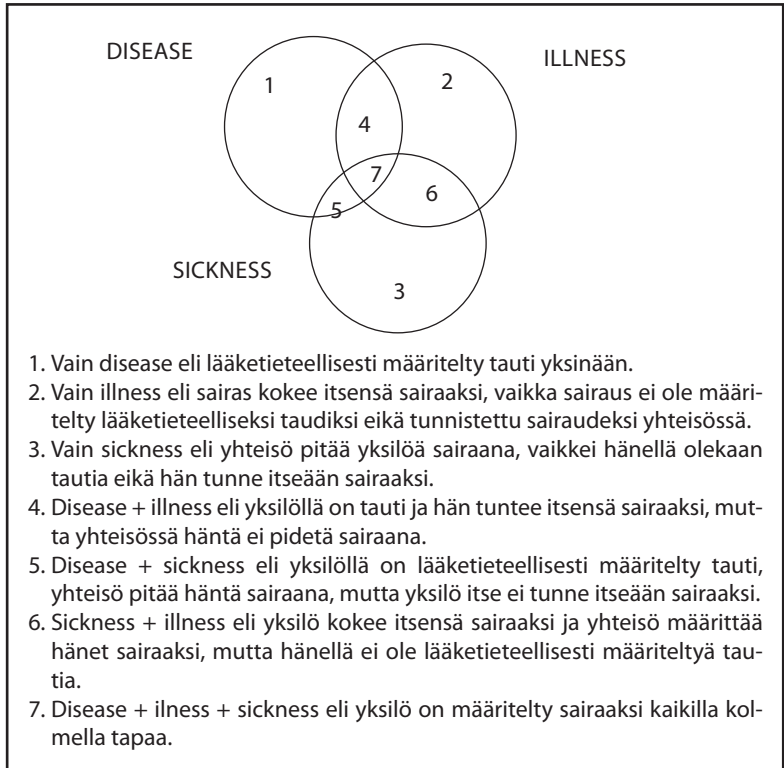 DISEASE
ILLNESS
1
2
4
7
6
5
SICKNESS
3
1. Vain disease eli lääketieteellisesti määritelty tauti yksinään.
2. Vain illness eli sairas kokee itsensä sairaaksi, vaikka sairaus ei ole määri-
telty lääketieteelliseksi taudiksi eikä tunnistettu sairaudeksi yhteisössä.
3. Vain sickness eli yhteisö pitää yksilöä sairaana, vaikkei hänellä olekaan
tautia eikä hän tunne itseään sairaaksi.
4. Disease + illness eli yksilöllä on tauti ja hän tuntee itsensä sairaaksi, mut-
ta yhteisössä häntä ei pidetä sairaana.
5. Disease + sickness eli yksilöllä on lääketieteellisesti määritelty tauti,
yhteisö pitää häntä sairaana, mutta yksilö itse ei tunne itseään sairaaksi.
6. Sickness + illness eli yksilö kokee itsensä sairaaksi ja yhteisö määrittää
hänet sairaaksi, mutta hänellä ei ole lääketieteellisesti määriteltyä tau-
tia.
7. Disease + ilness + sickness eli yksilö on määritelty sairaaksi kaikilla kol-
mella tapaa.